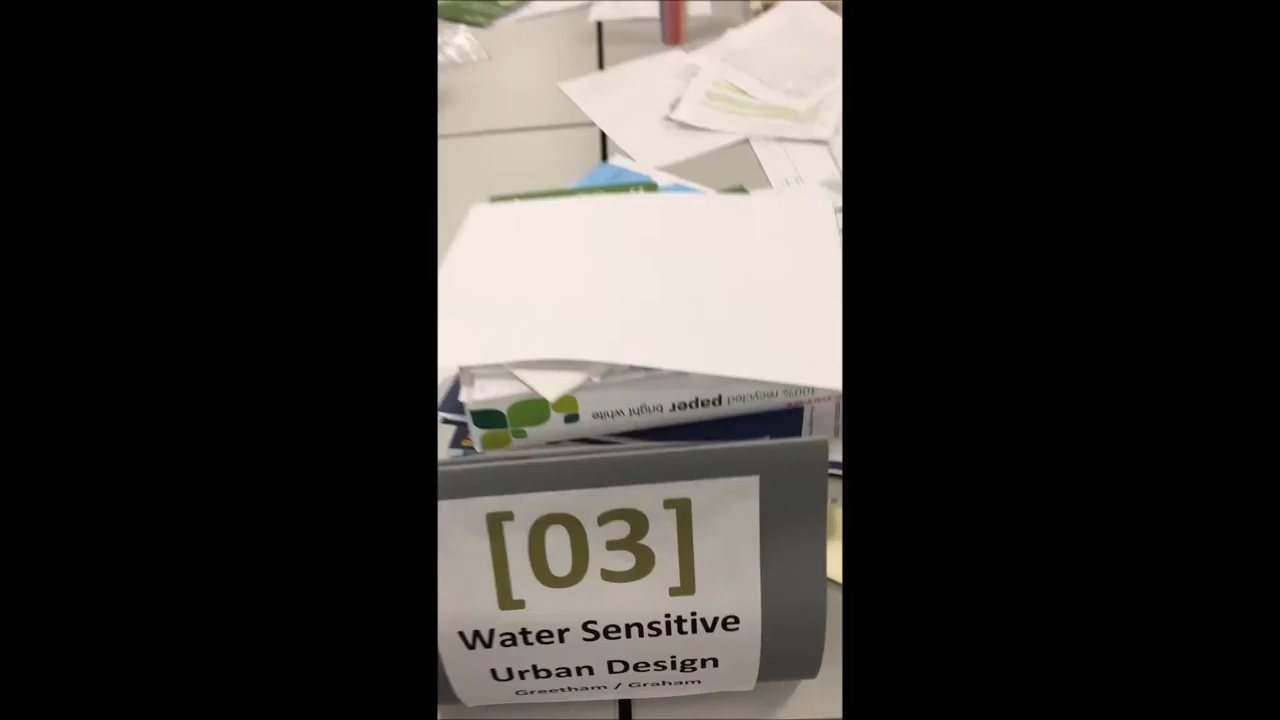 100% recycled paper bright white
[03]
Water Sensitive
Urban Design
Greetham / Graham